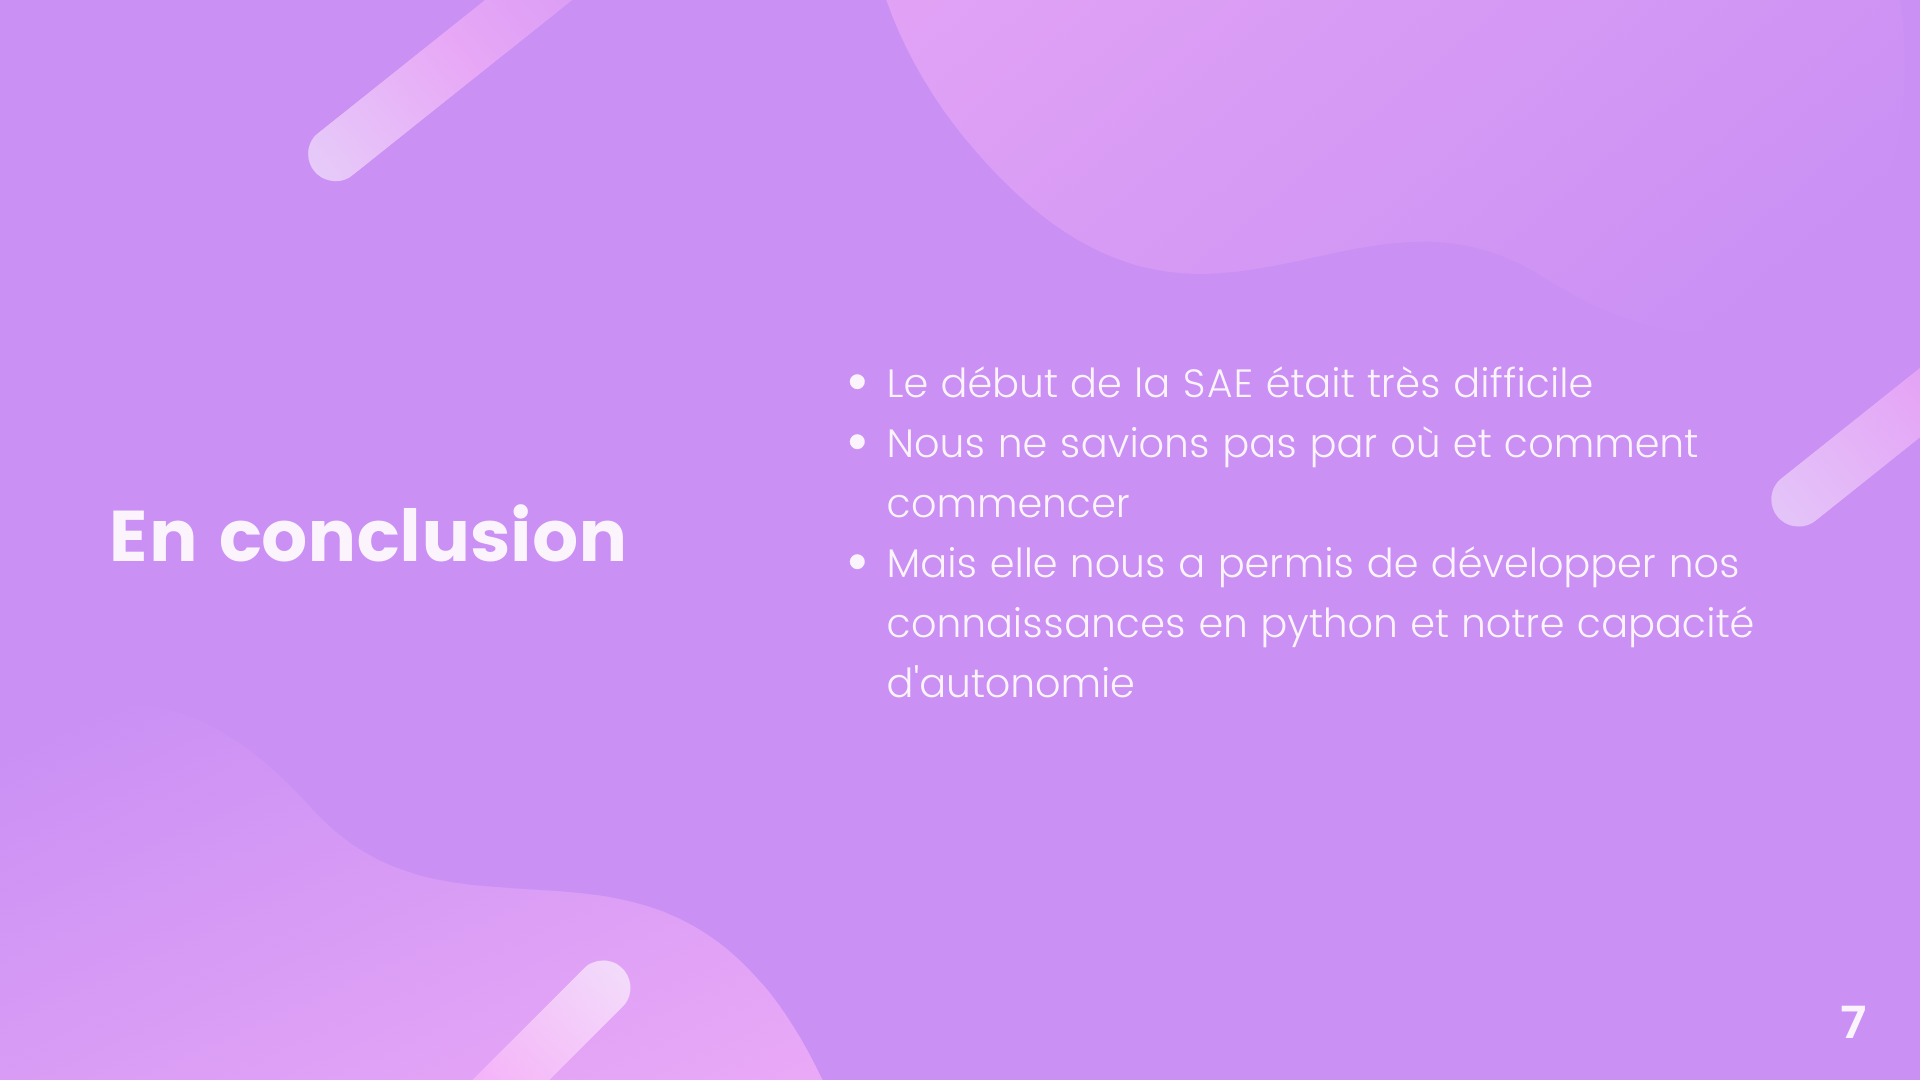 En conclusion
• Le début de la SAE était très difficile
• Nous ne savions pas par où et comment
commencer
• Mais elle nous a permis de développer nos
connaissances en python et notre capacité
d'autonomie
7